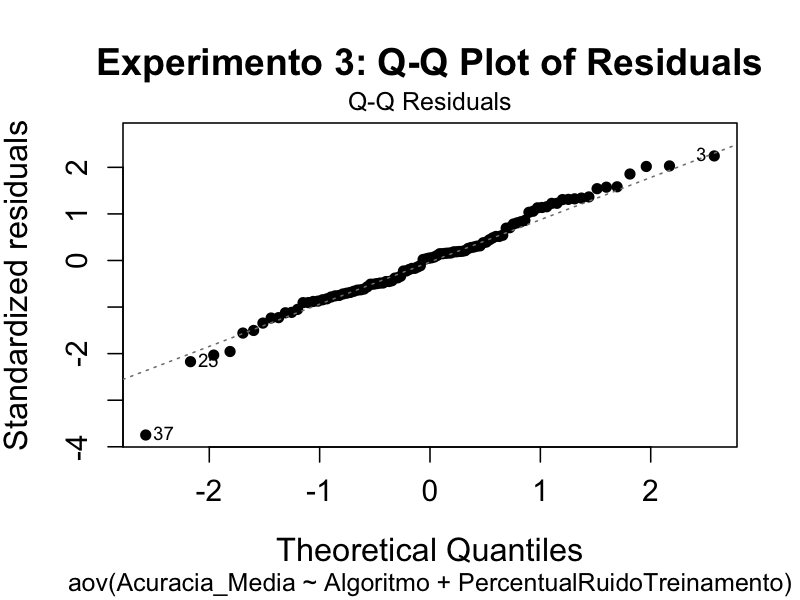 Experimento 3: Q-Q Plot of Residuals
Q-Q Residuals
Standardized residuals
2
1
0
-2
-4
3
25
37
-2
-1
0
1
2
Theoretical Quantiles
aov(Acuracia_Media ~ Algoritmo + PercentualRuidoTreinamento)